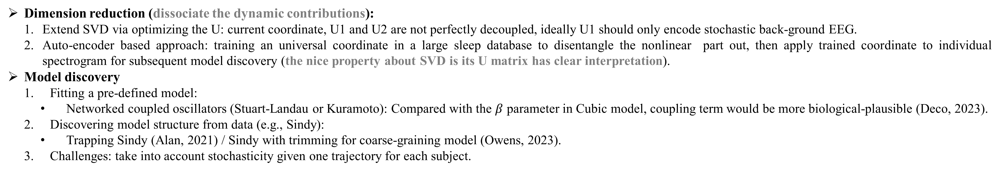 ➢ Dimension reduction (dissociate the dynamic contributions):
1. Extend SVD via optimizing the U: current coordinate, U1 and U2 are not perfectly decoupled, ideally U1 should only encode stochastic back-ground EEG.
2. Auto-encoder based approach: training an universal coordinate in a large sleep database to disentangle the nonlinear part out, then apply trained coordinate to individual
spectrogram for subsequent model discovery (the nice property about SVD is its U matrix has clear interpretation).
➢ Model discovery
1. Fitting a pre-defined model:
• Networked coupled oscillators (Stuart-Landau or Kuramoto): Compared with the β parameter in Cubic model, coupling term would be more biological-plausible (Deco, 2023).
2. Discovering model structure from data (e.g., Sindy):
• Trapping Sindy (Alan, 2021) / Sindy with trimming for coarse-graining model (Owens, 2023).
3. Challenges: take into account stochasticity given one trajectory for each subject.